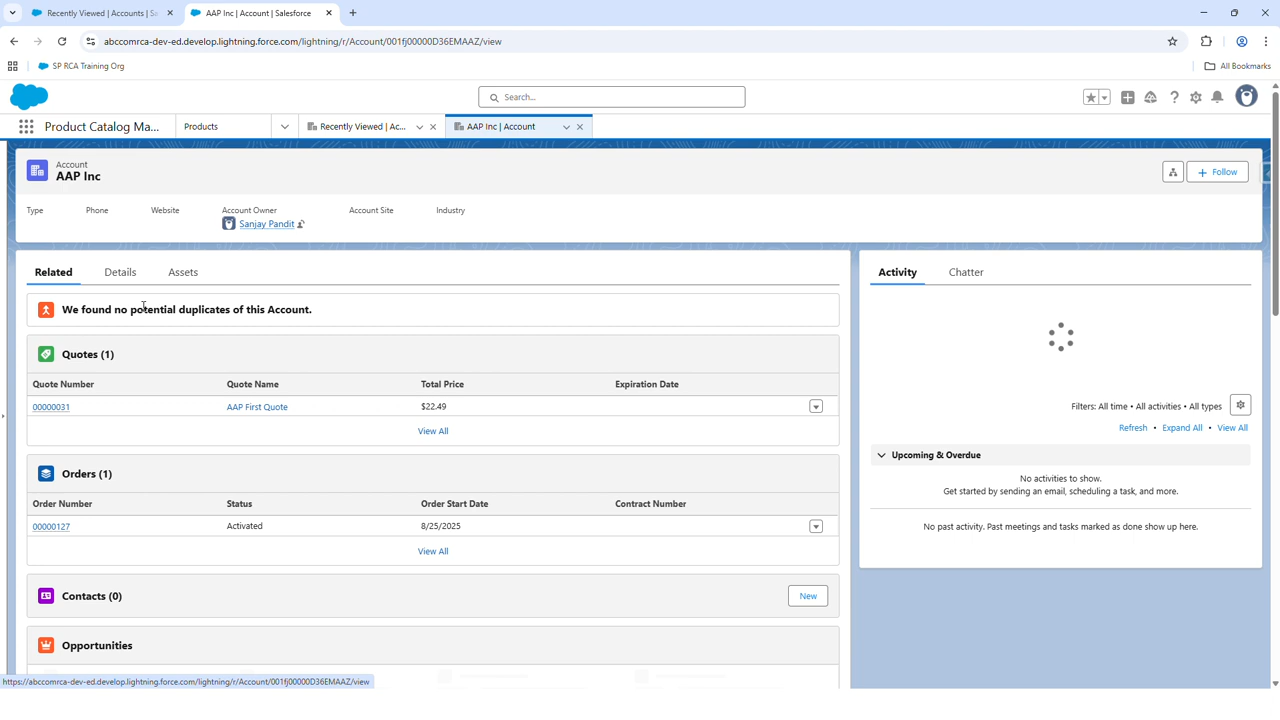 Recently Viewed | Accounts | Sa
AAP Inc | Account | Salesforce
abccomrca-dev-ed.develop.lightning.force.com/lightning/r/Account/001fj00000D36EMAAZ/view
SP RCA Training Org
All Bookmarks
Search...
Product Catalog Ma...
Products
Recently Viewed | Ac...
AAP Inc | Account
Account
AAP Inc
Follow
Type
Phone
Website
Account Owner
Account Site
Industry
Sanjay Pandit
Related
Details
Assets
We found no potential duplicates of this Account.
Quotes (1)
Quote Number
Quote Name
Total Price
Expiration Date
00000031
AAP First Quote
$22.49
View All
Orders (1)
Order Number
Status
Order Start Date
Contract Number
00000127
Activated
8/25/2025
View All
Contacts (0)
New
Opportunities
Activity
Chatter
Filters: All time • All activities • All types
Refresh • Expand All • View All
Upcoming & Overdue
No activities to show.
Get started by sending an email, scheduling a task, and more.
No past activity. Past meetings and tasks marked as done show up here.
https://abccomrca-dev-ed.develop.lightning.force.com/lightning/r/Account/001fj00000D36EMAAZ/view